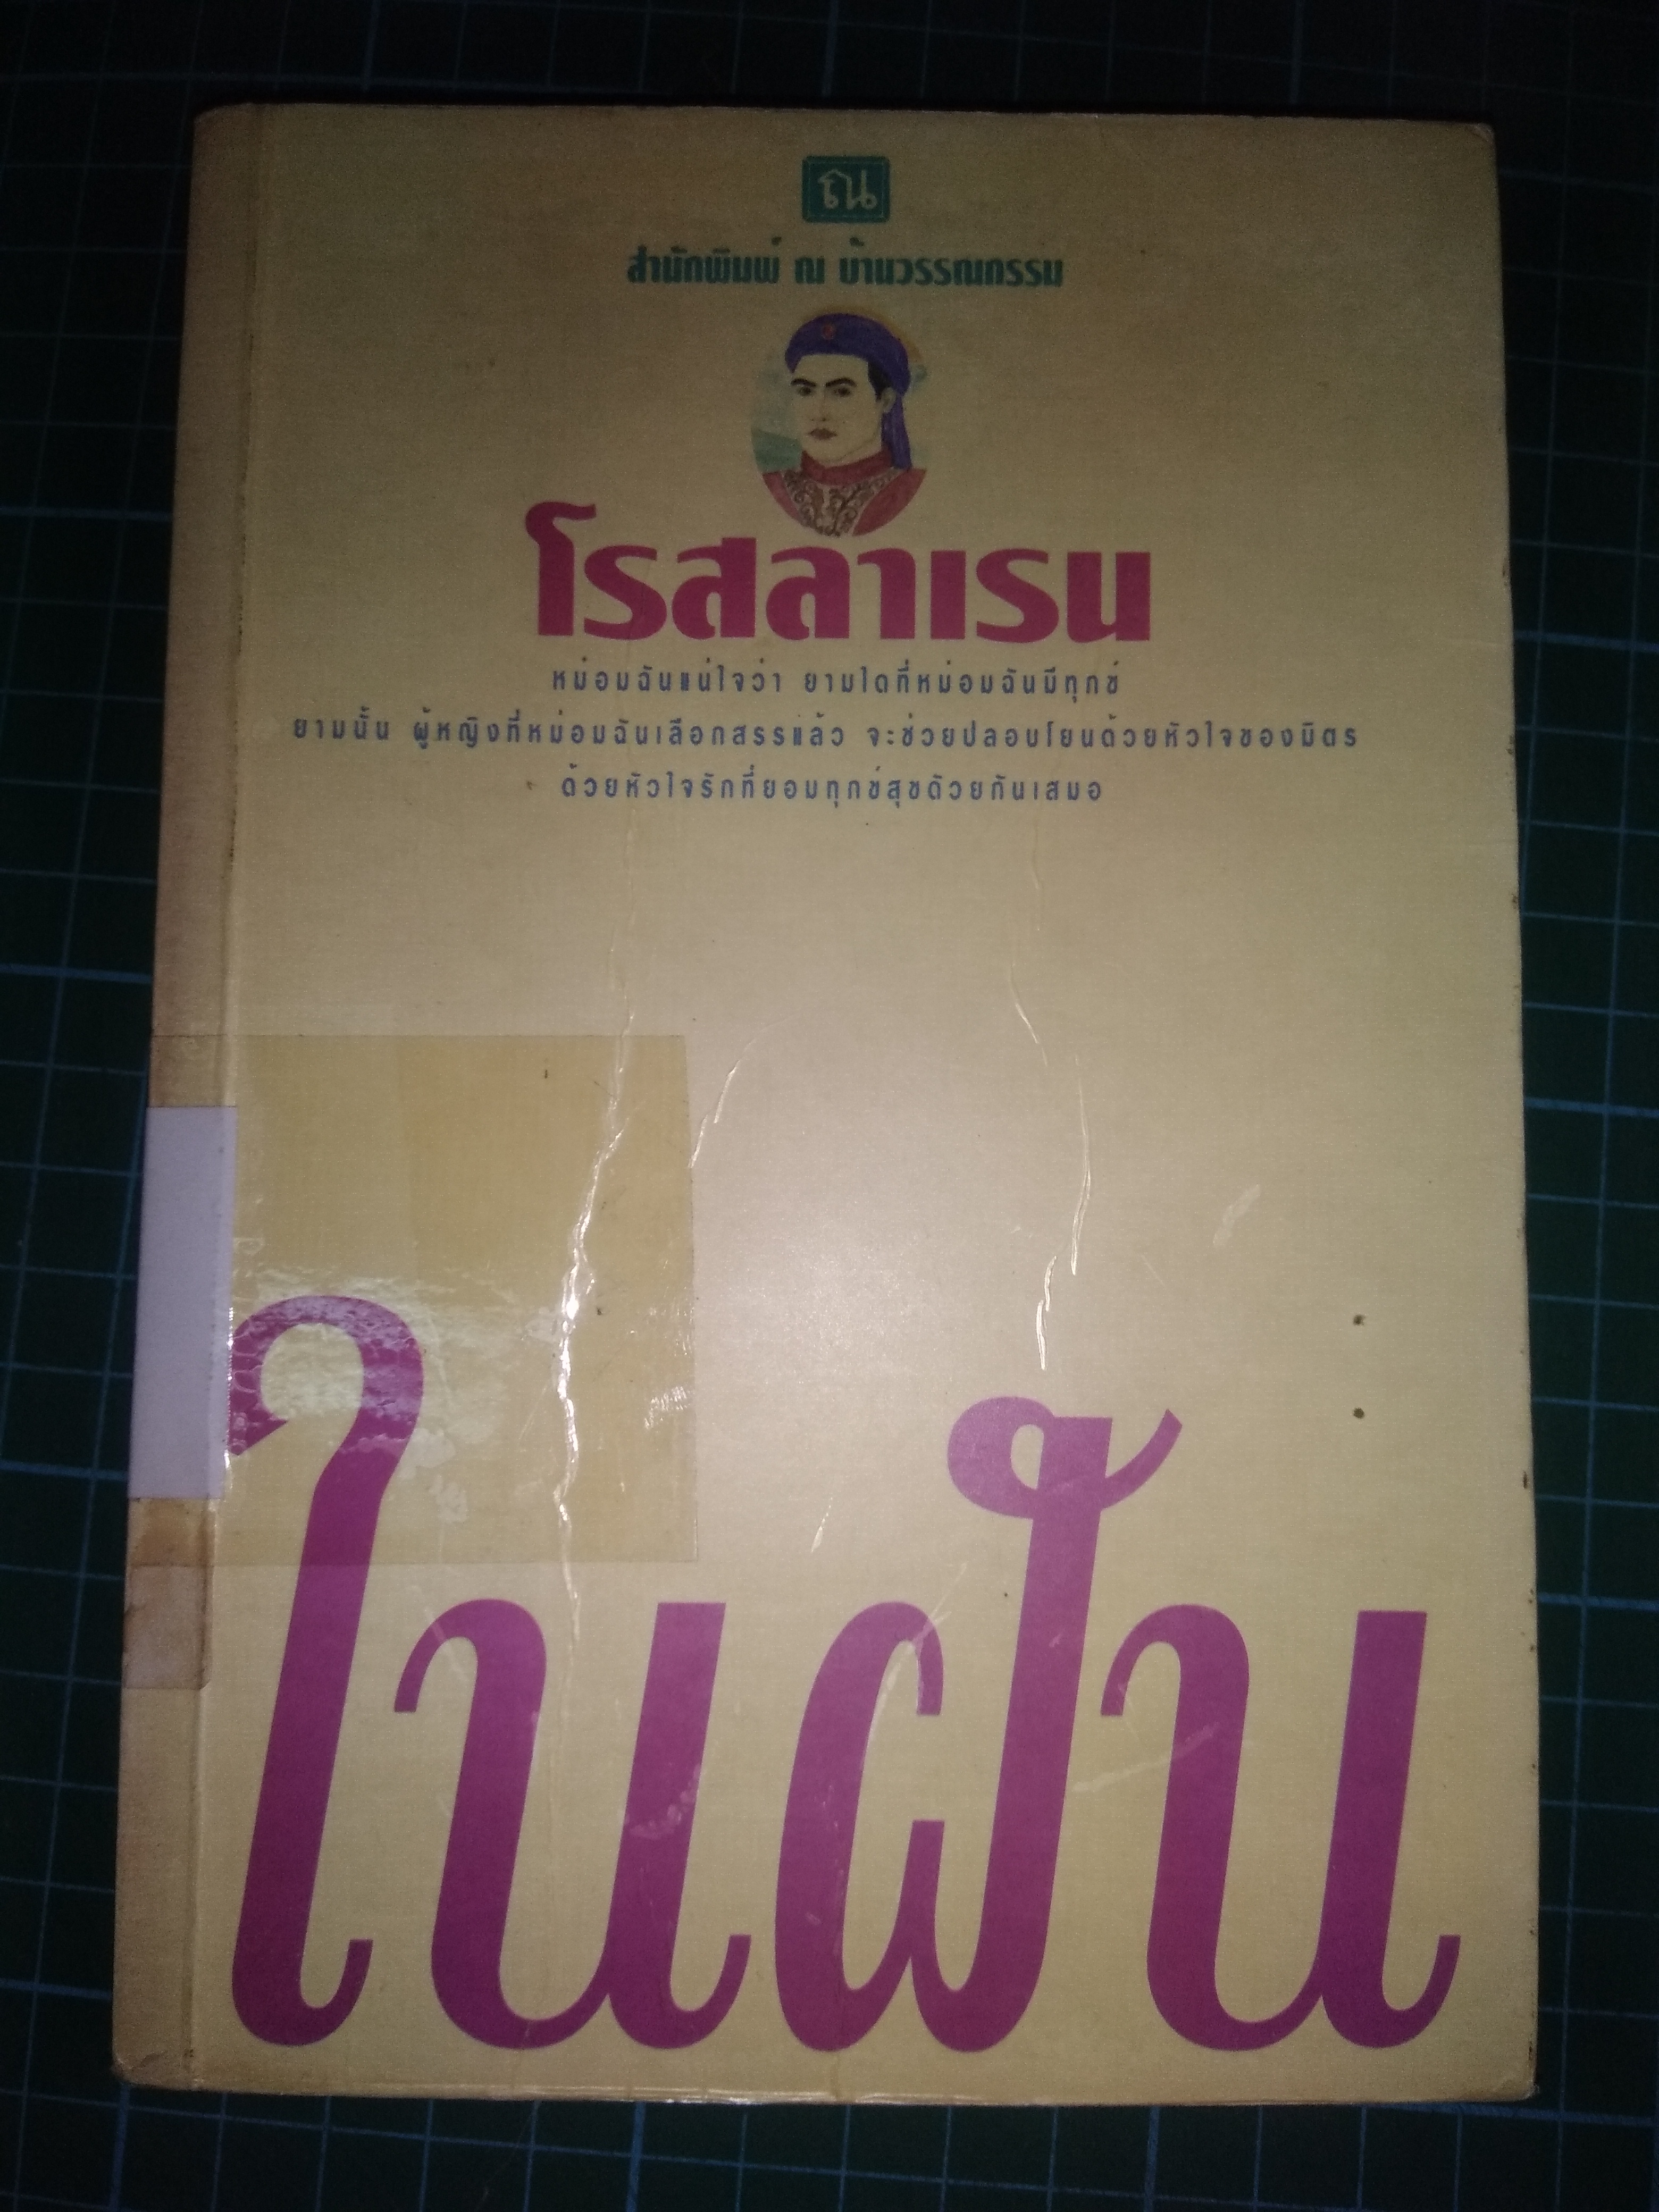 ณ
สำนักพิมพ์ ณ บ้านวรรณกรรม
โรสลาเรน
หม่อมฉันแน่ใจว่า ยามใดที่หม่อมฉันมีทุกข์
ยามนั้น ผู้หญิงที่หม่อมฉันเลือกสรรแล้ว จะช่วยปลอบโยนด้วยหัวใจของมิตร
ด้วยหัวใจรักที่ยอมทุกข์สุขด้วยกันเสมอ
ในฝัน